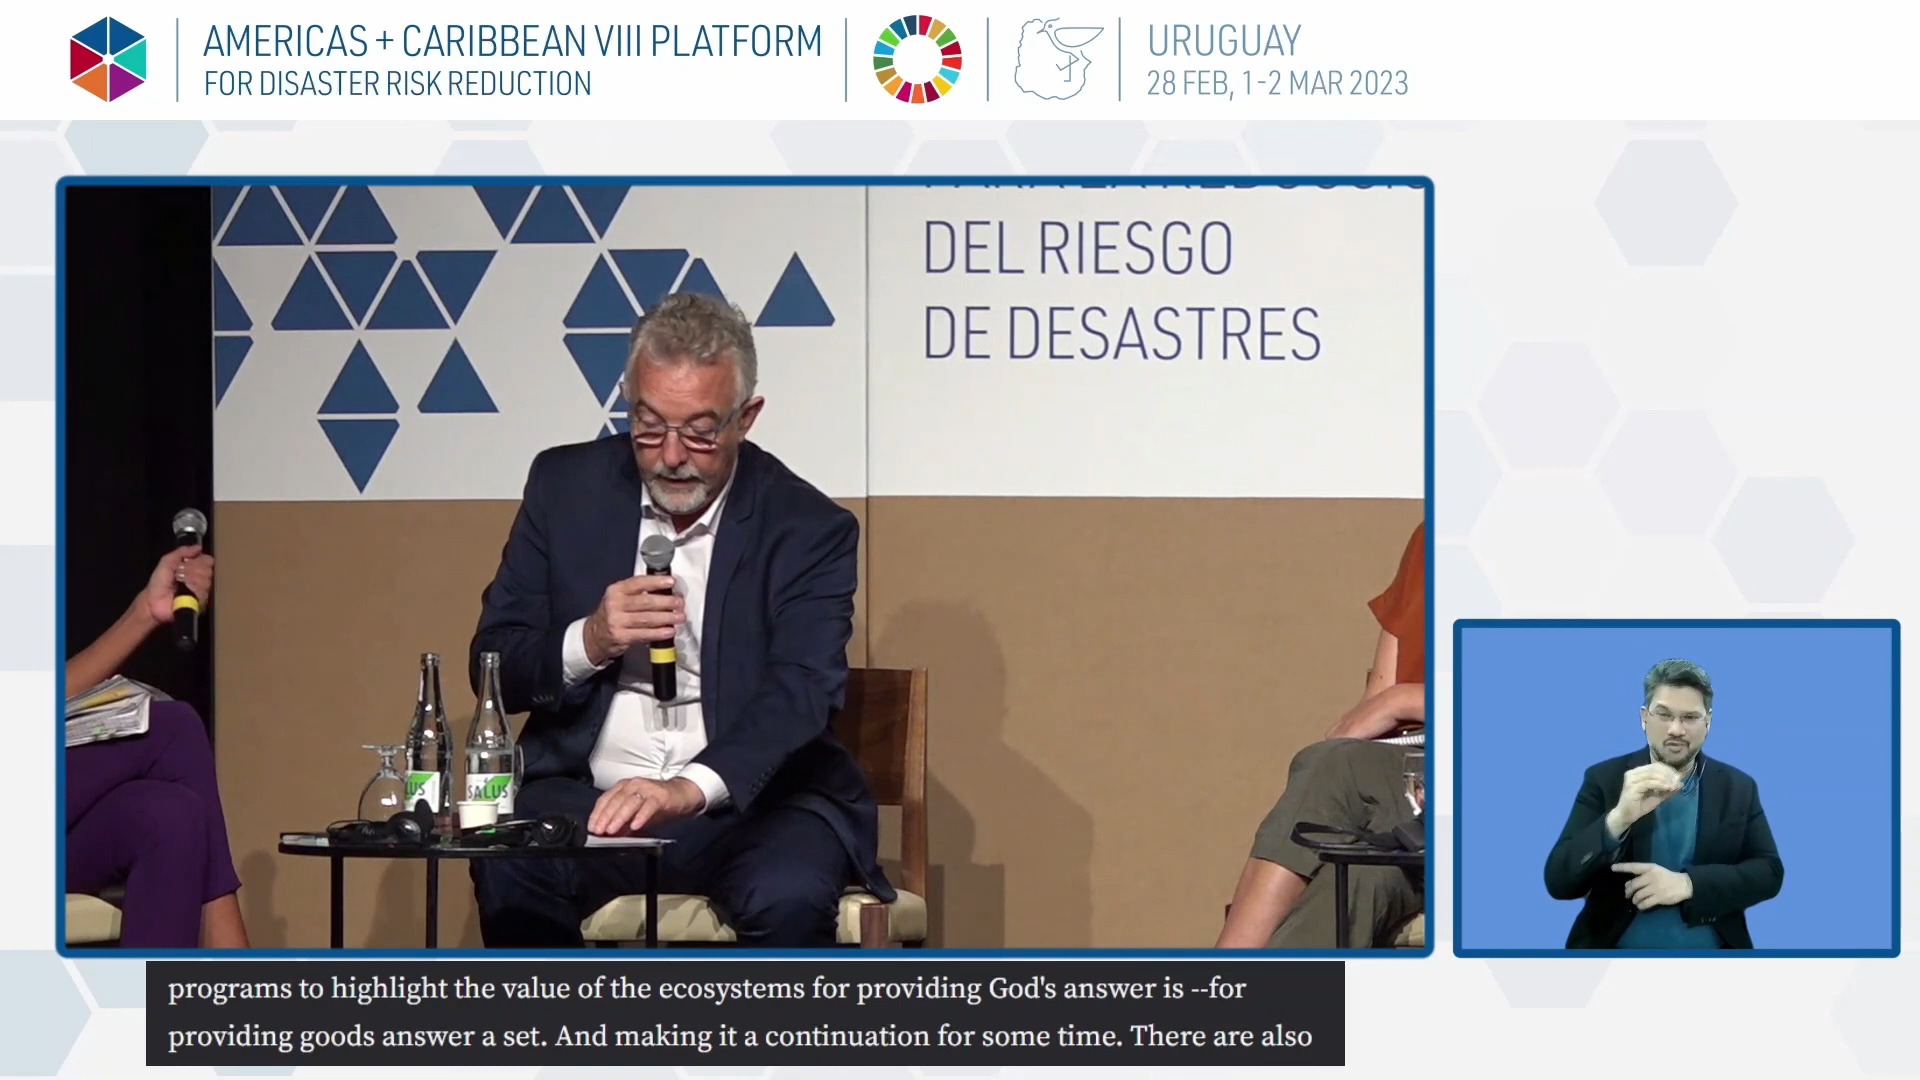 AMERICAS + CARIBBEAN VIII PLATFORM
FOR DISASTER RISK REDUCTION
URUGUAY
28 FEB, 1-2 MAR 2023
DEL RIESGO
DE DESASTRES
SALUS
programs to highlight the value of the ecosystems for providing God's answer is --for
providing goods answer a set. And making it a continuation for some time. There are also